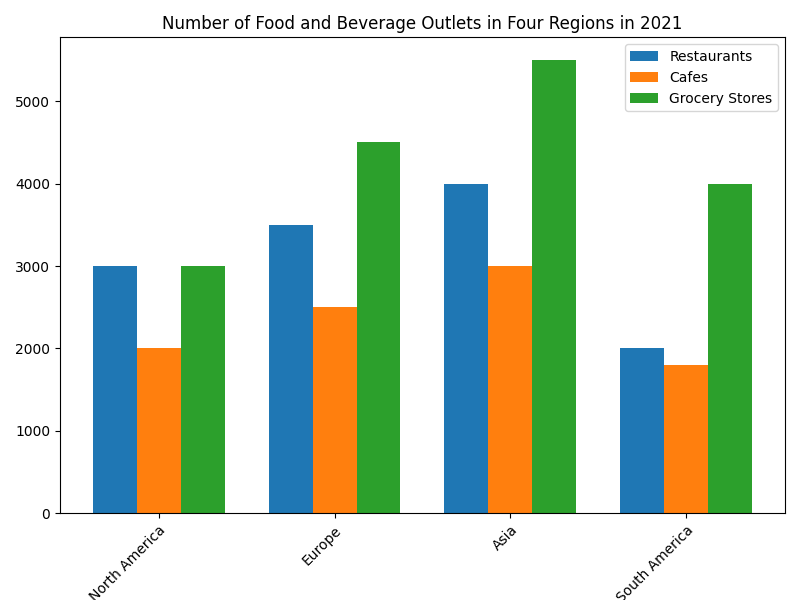 Number of Food and Beverage Outlets in Four Regions in 2021
Restaurants
Cafes
Grocery Stores
5000
4000
3000
2000
1000
0
North America
Europe
Asia
South America